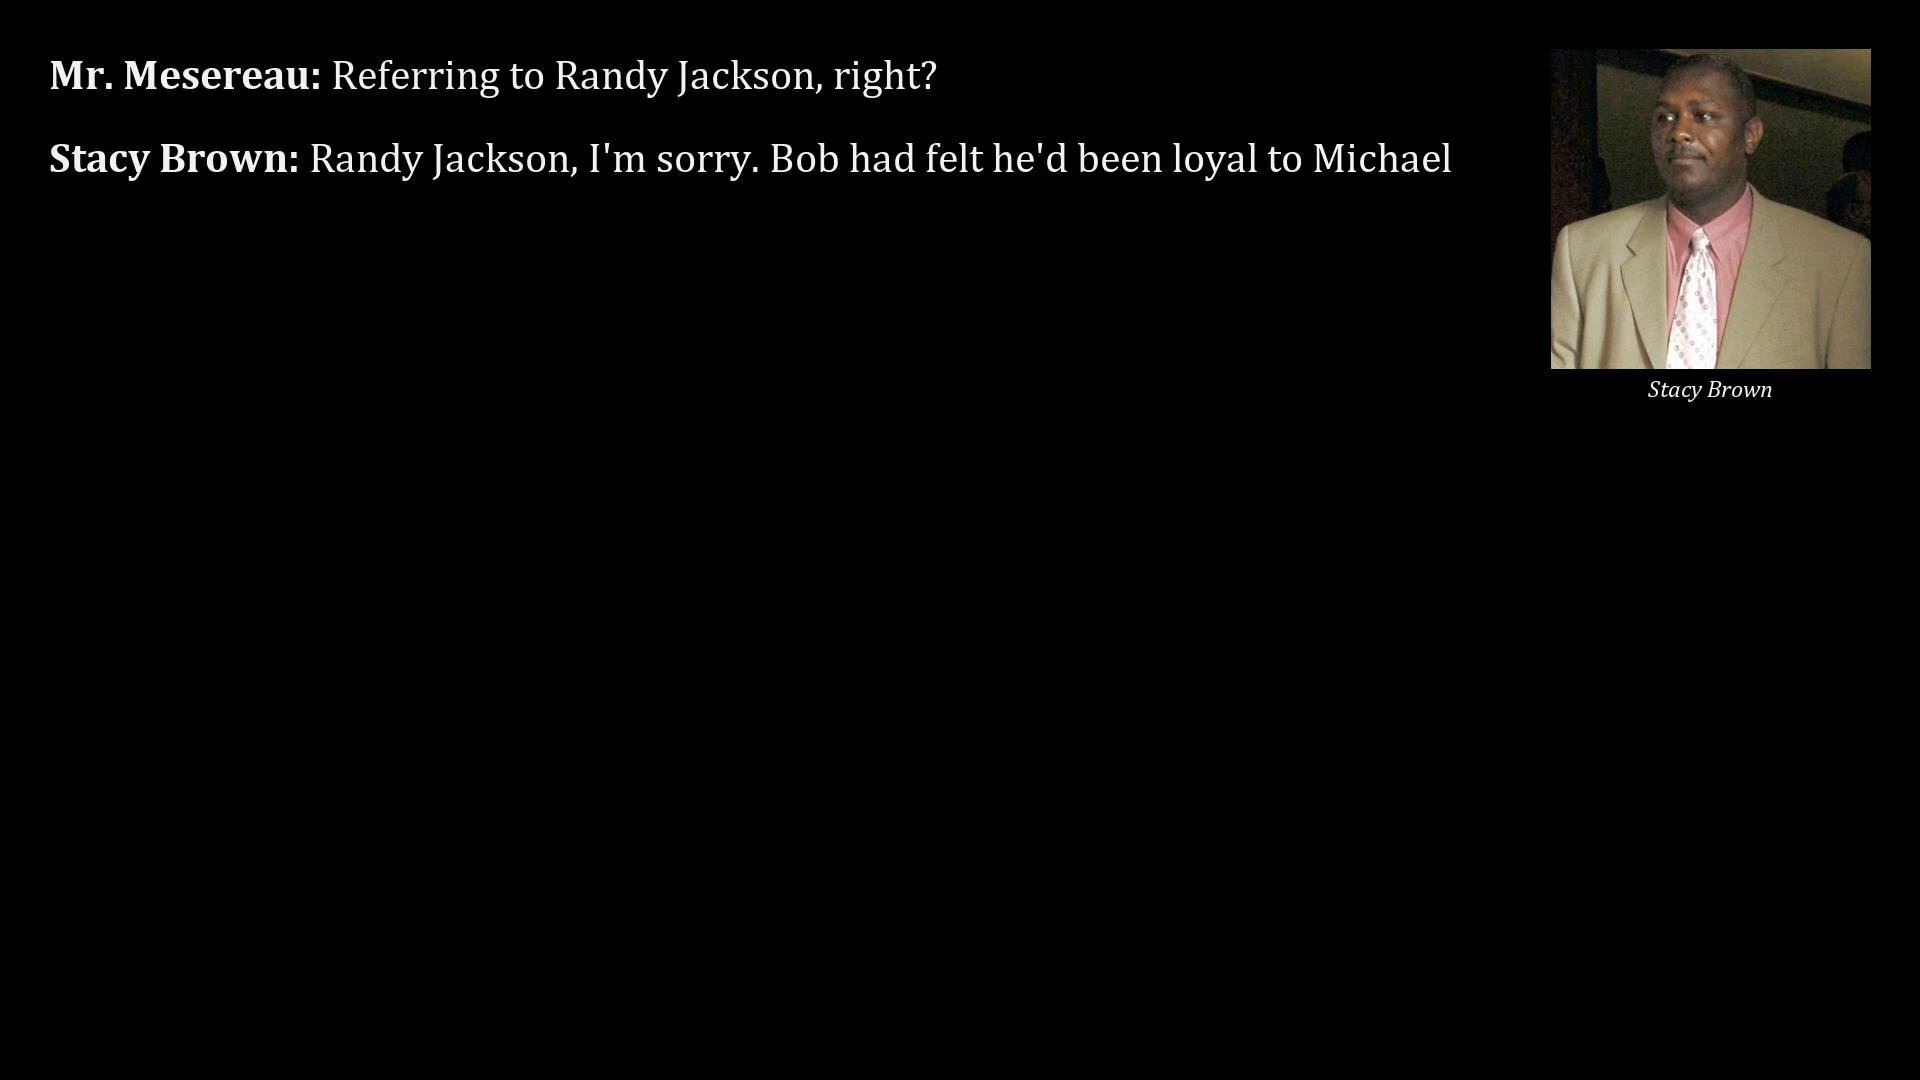 Mr. Mesereau: Referring to Randy Jackson, right?
Stacy Brown: Randy Jackson, I'm sorry. Bob had felt he'd been loyal to Michael
Stacy Brown